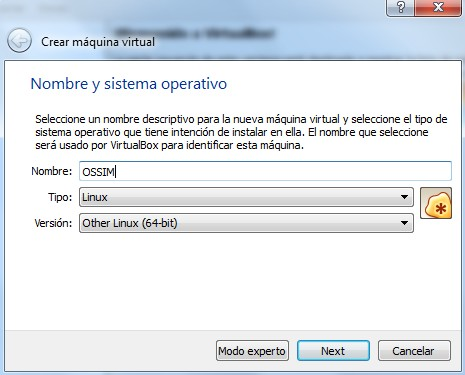 Crear máquina virtual
Nombre y sistema operativo
Seleccione un nombre descriptivo para la nueva máquina virtual y seleccione el tipo de
sistema operativo que tiene intención de instalar en ella. El nombre que seleccione
será usado por VirtualBox para identificar esta máquina.
Nombre: OSSIM
Tipo: Linux
Versión: Other Linux (64-bit)
Modo experto Next Cancelar